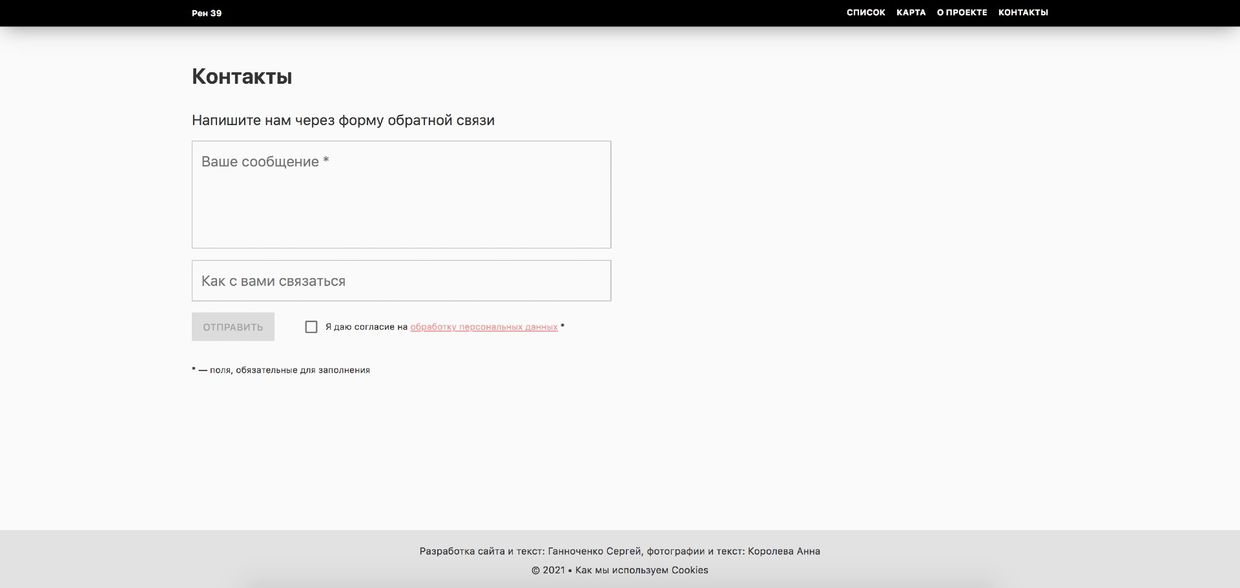 Рен 39
СПИСОК КАРТА О ПРОЕКТЕ КОНТАКТЫ
Контакты
Напишите нам через форму обратной связи
Ваше сообщение *
Как с вами связаться
ОТПРАВИТЬ
Я даю согласие на обработку персональных данных *
* — поля, обязательные для заполнения
Разработка сайта и текст: Ганноченко Сергей, фотографии и текст: Королева Анна
© 2021 • Как мы используем Cookies